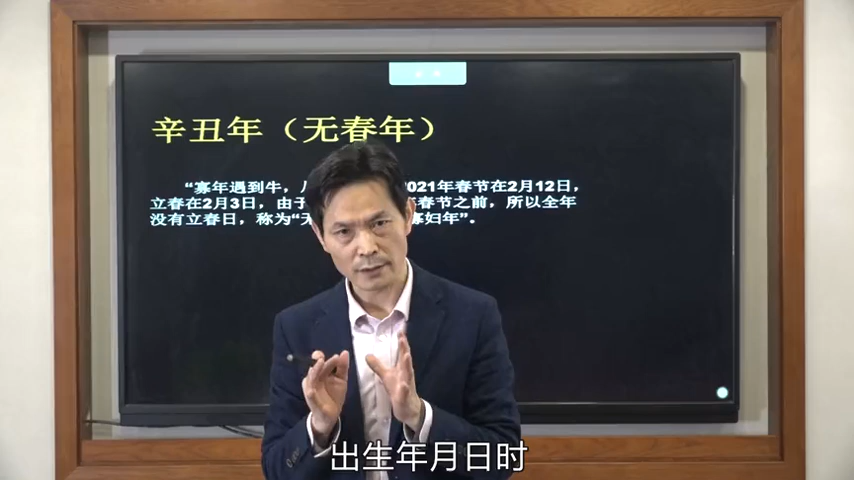 辛丑年（无春年）
“寡年遇到牛，
021年春节在2月12日，
立春在2月3日，由于
春节之前，所以全年
没有立春日，称为“
寡妇年”。
出生年月日时